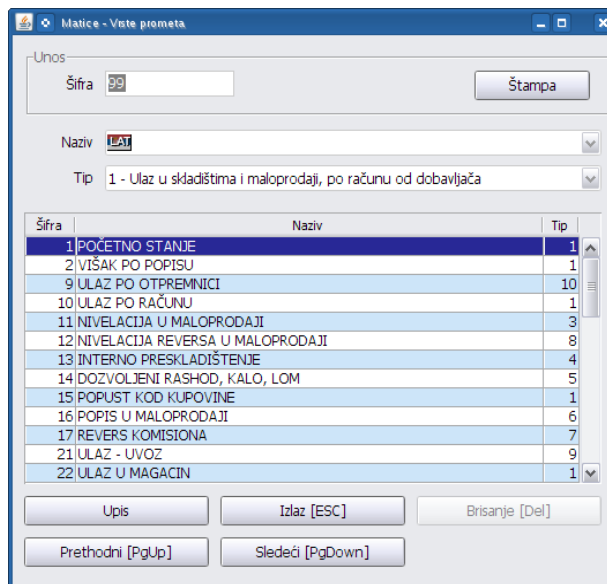 Matice - Vrste prometa
Unos
Šifra 99 Štampa
Naziv LAT
Tip 1 - Ulaz u skladištima i maloprodaji, po računu od dobavljača
Šifra Naziv Tip
1 POČETNO STANJE 1
2 VIŠAK PO POPISU 1
9 ULAZ PO OTPREMNICI 10
10 ULAZ PO RAČUNU 1
11 NIVELACIJA U MALOPRODAJI 3
12 NIVELACIJA REVERSA U MALOPRODAJI 8
13 INTERNO PRESKLADIŠTENJE 4
14 DOZVOLJENI RASHOD, KALO, LOM 5
15 POPUST KOD KUPOVINE 1
16 POPIS U MALOPRODAJI 6
17 REVERS KOMISIONA 7
21 ULAZ - UVOZ 9
22 ULAZ U MAGACIN 1
Upis Izlaz [ESC] Brisanje [Del]
Prethodni [PgUp] Sledeći [PgDown]